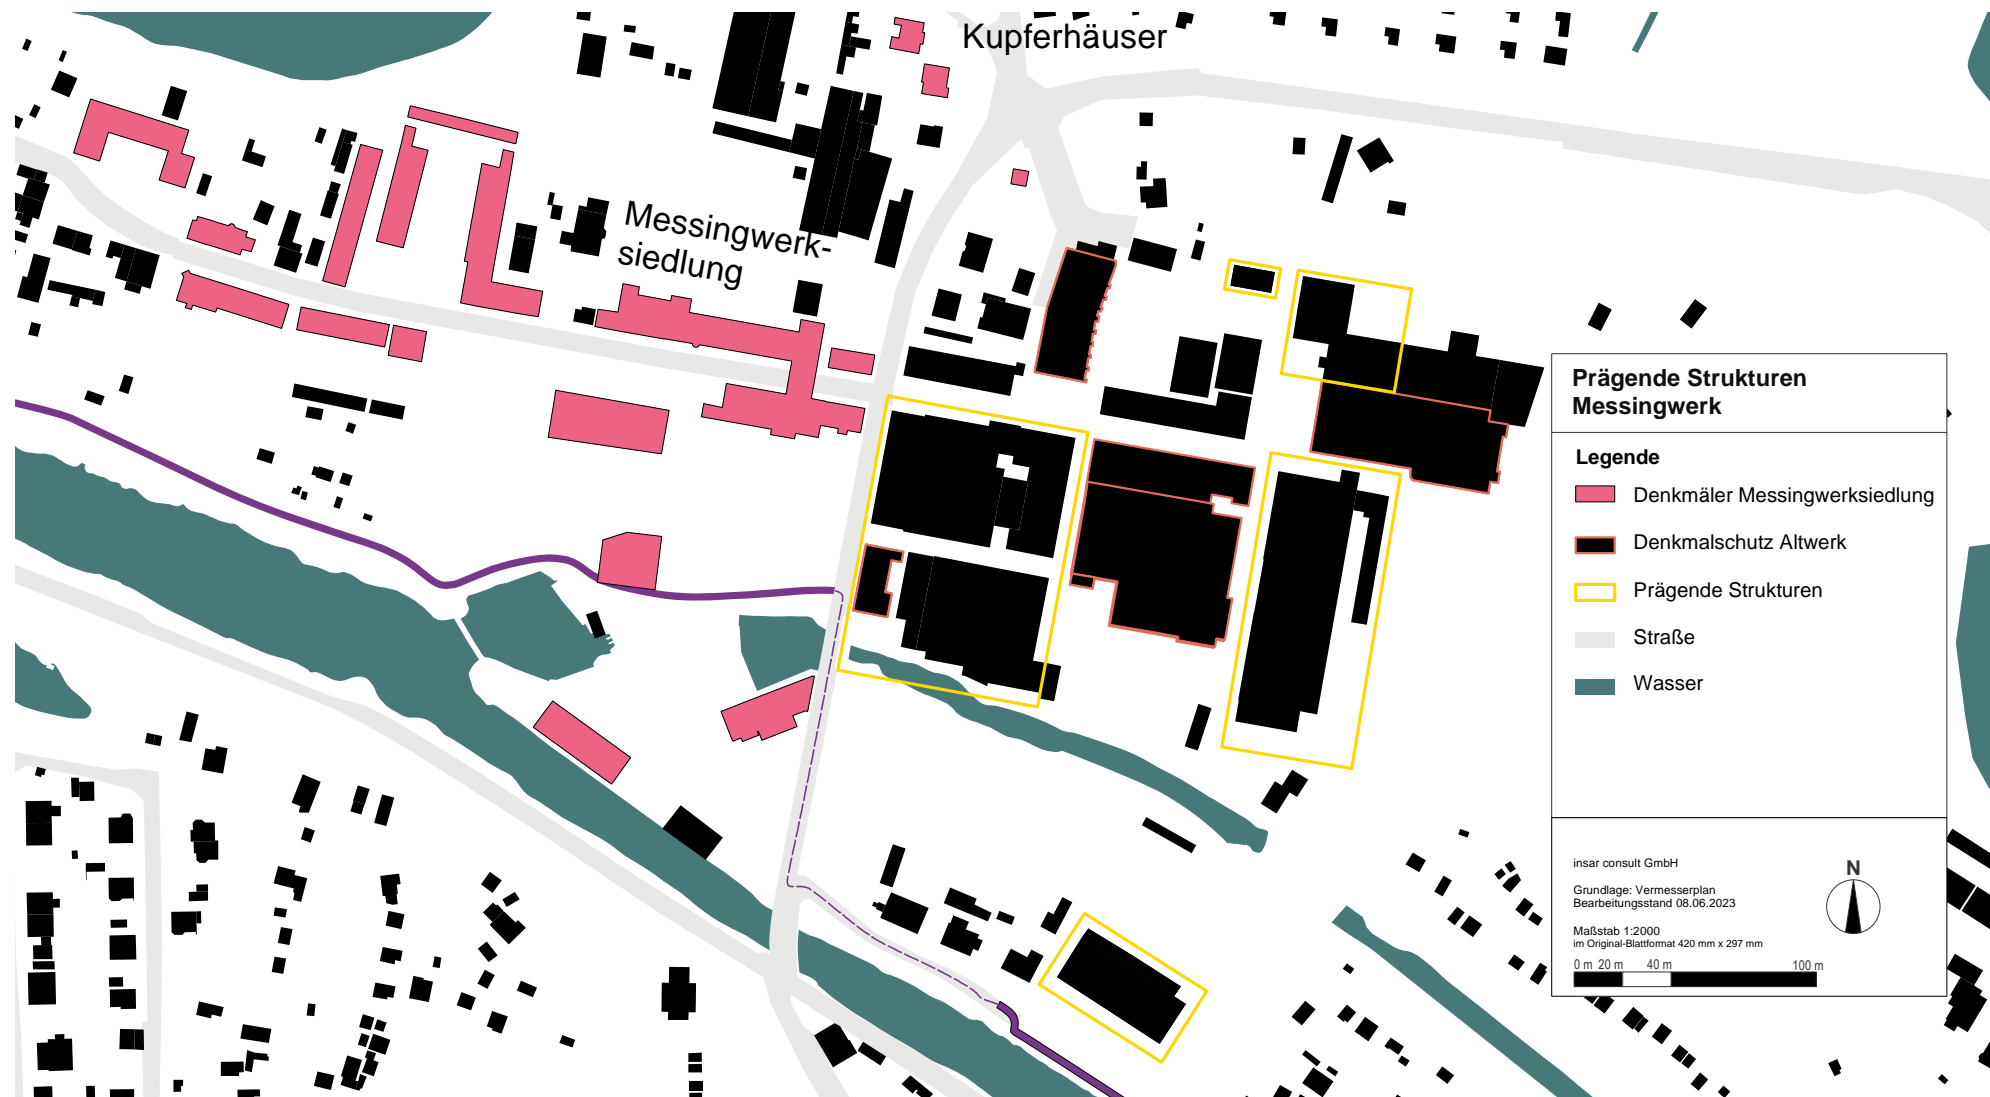 Kupferhäuser
Messingwerk-
siedlung
Prägende Strukturen
Messingwerk
Legende
Denkmäler Messingwerksiedlung
Denkmalschutz Altwerk
Prägende Strukturen
Straße
Wasser
insar consult GmbH
Grundlage: Vermesserplan
Bearbeitungsstand 08.06.2023
Maßstab 1:2000
im Original-Blattformat 420 mm x 297 mm
N
0 m 20 m 40 m 100 m